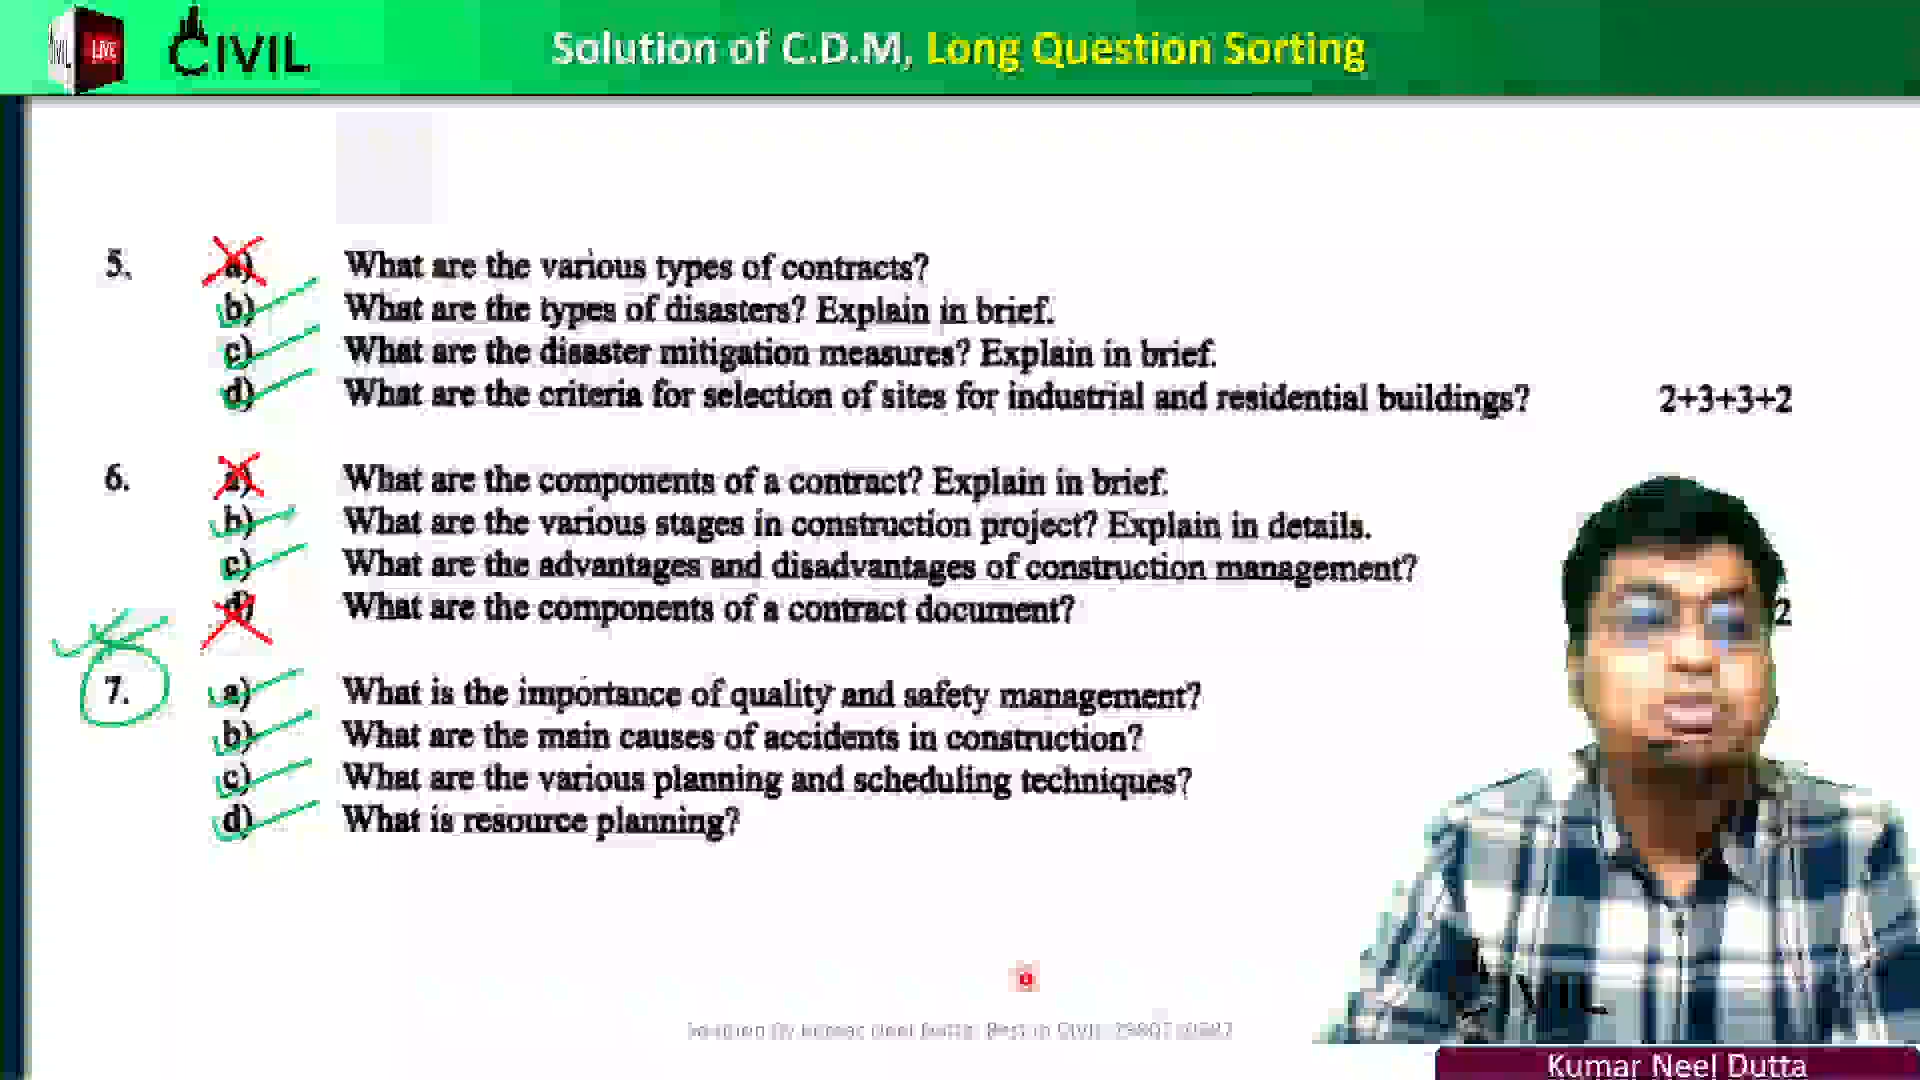 CIVIL LIVE CIVIL Solution of C.D.M, Long Question Sorting
5. a) What are the various types of contracts?
b) What are the types of disasters? Explain in brief.
c) What are the disaster mitigation measures? Explain in brief.
d) What are the criteria for selection of sites for industrial and residential buildings? 2+3+3+2
6. a) What are the components of a contract? Explain in brief.
b) What are the various stages in construction project? Explain in details.
c) What are the advantages and disadvantages of construction management?
d) What are the components of a contract document? 2
7. a) What is the importance of quality and safety management?
b) What are the main causes of accidents in construction?
c) What are the various planning and scheduling techniques?
d) What is resource planning?
CIVIL
Kumar Neel Dutta